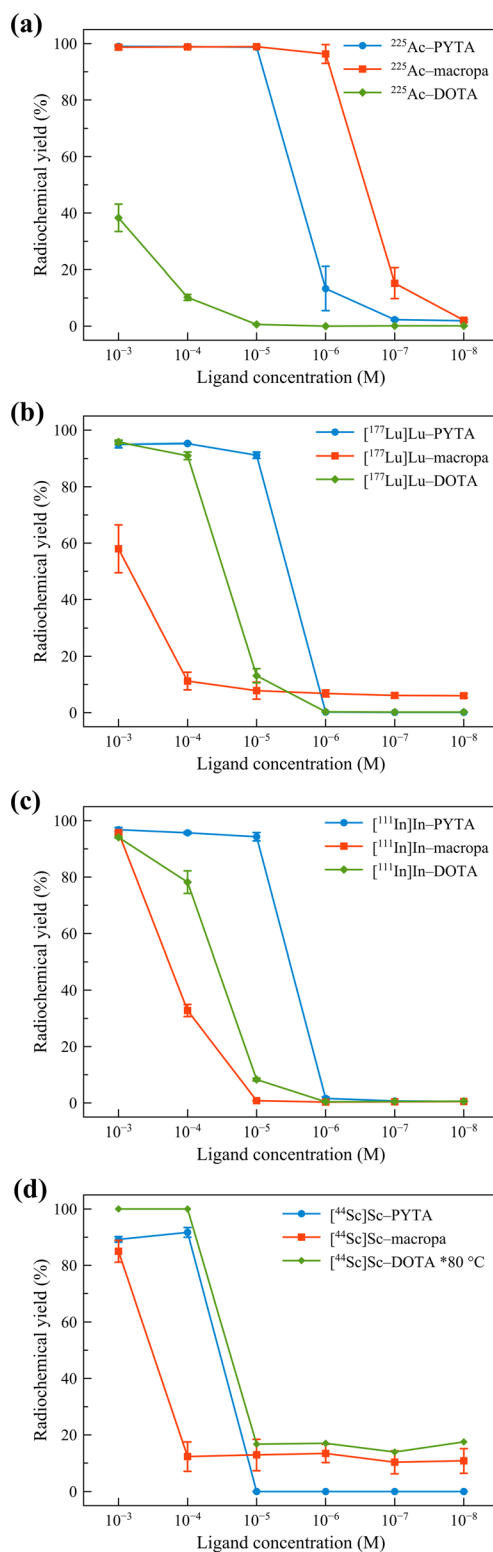 (a)
100
80
60
40
20
0
Radiochemical yield (%)
²²⁵Ac–PYTA
²²⁵Ac–macropa
²²⁵Ac–DOTA
10⁻³ 10⁻⁴ 10⁻⁵ 10⁻⁶ 10⁻⁷ 10⁻⁸
Ligand concentration (M)
(b)
100
80
60
40
20
0
Radiochemical yield (%)
[¹⁷⁷Lu]Lu–PYTA
[¹⁷⁷Lu]Lu–macropa
[¹⁷⁷Lu]Lu–DOTA
10⁻³ 10⁻⁴ 10⁻⁵ 10⁻⁶ 10⁻⁷ 10⁻⁸
Ligand concentration (M)
(c)
100
80
60
40
20
0
Radiochemical yield (%)
[¹¹¹In]In–PYTA
[¹¹¹In]In–macropa
[¹¹¹In]In–DOTA
10⁻³ 10⁻⁴ 10⁻⁵ 10⁻⁶ 10⁻⁷ 10⁻⁸
Ligand concentration (M)
(d)
100
80
60
40
20
0
Radiochemical yield (%)
[⁴⁴Sc]Sc–PYTA
[⁴⁴Sc]Sc–macropa
[⁴⁴Sc]Sc–DOTA *80 °C
10⁻³ 10⁻⁴ 10⁻⁵ 10⁻⁶ 10⁻⁷ 10⁻⁸
Ligand concentration (M)